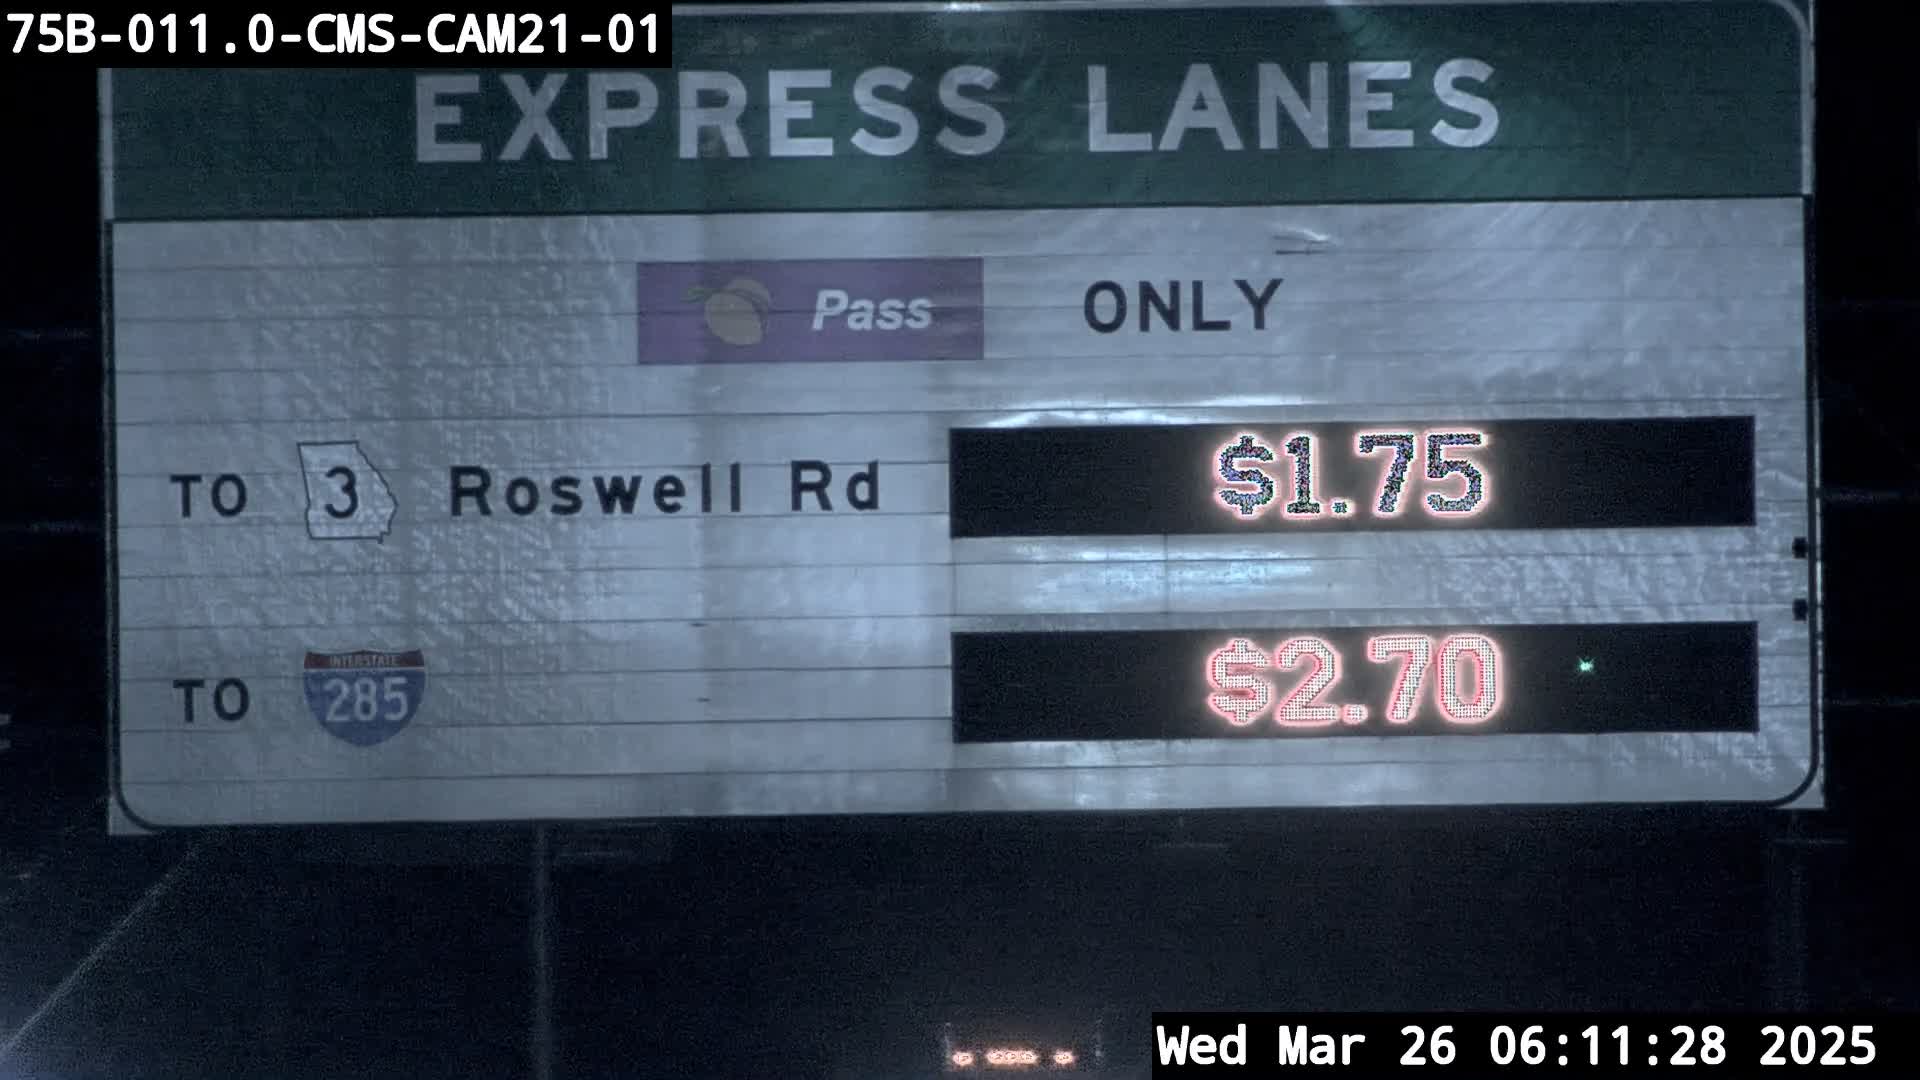 75B-011.0-CMS-CAM21-01
EXPRESS LANES
Pass ONLY
TO 3 Roswell Rd $1.75
INTERSTATE
TO 285 $2.70
Wed Mar 26 06:11:28 2025